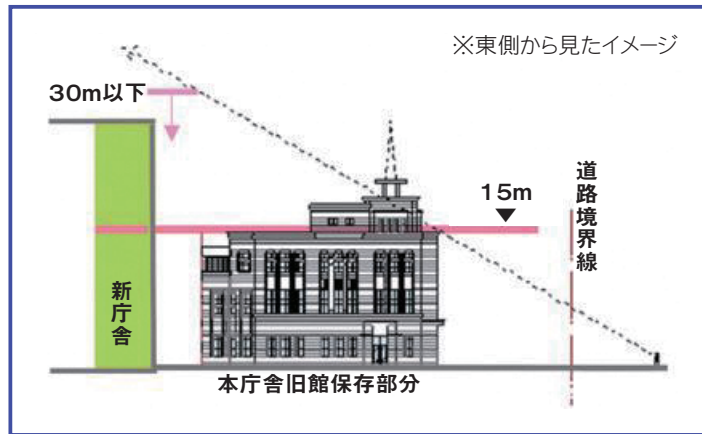 ※東側から見たイメージ
30m以下
15m
道路境界線
新庁舎
本庁舎旧館保存部分